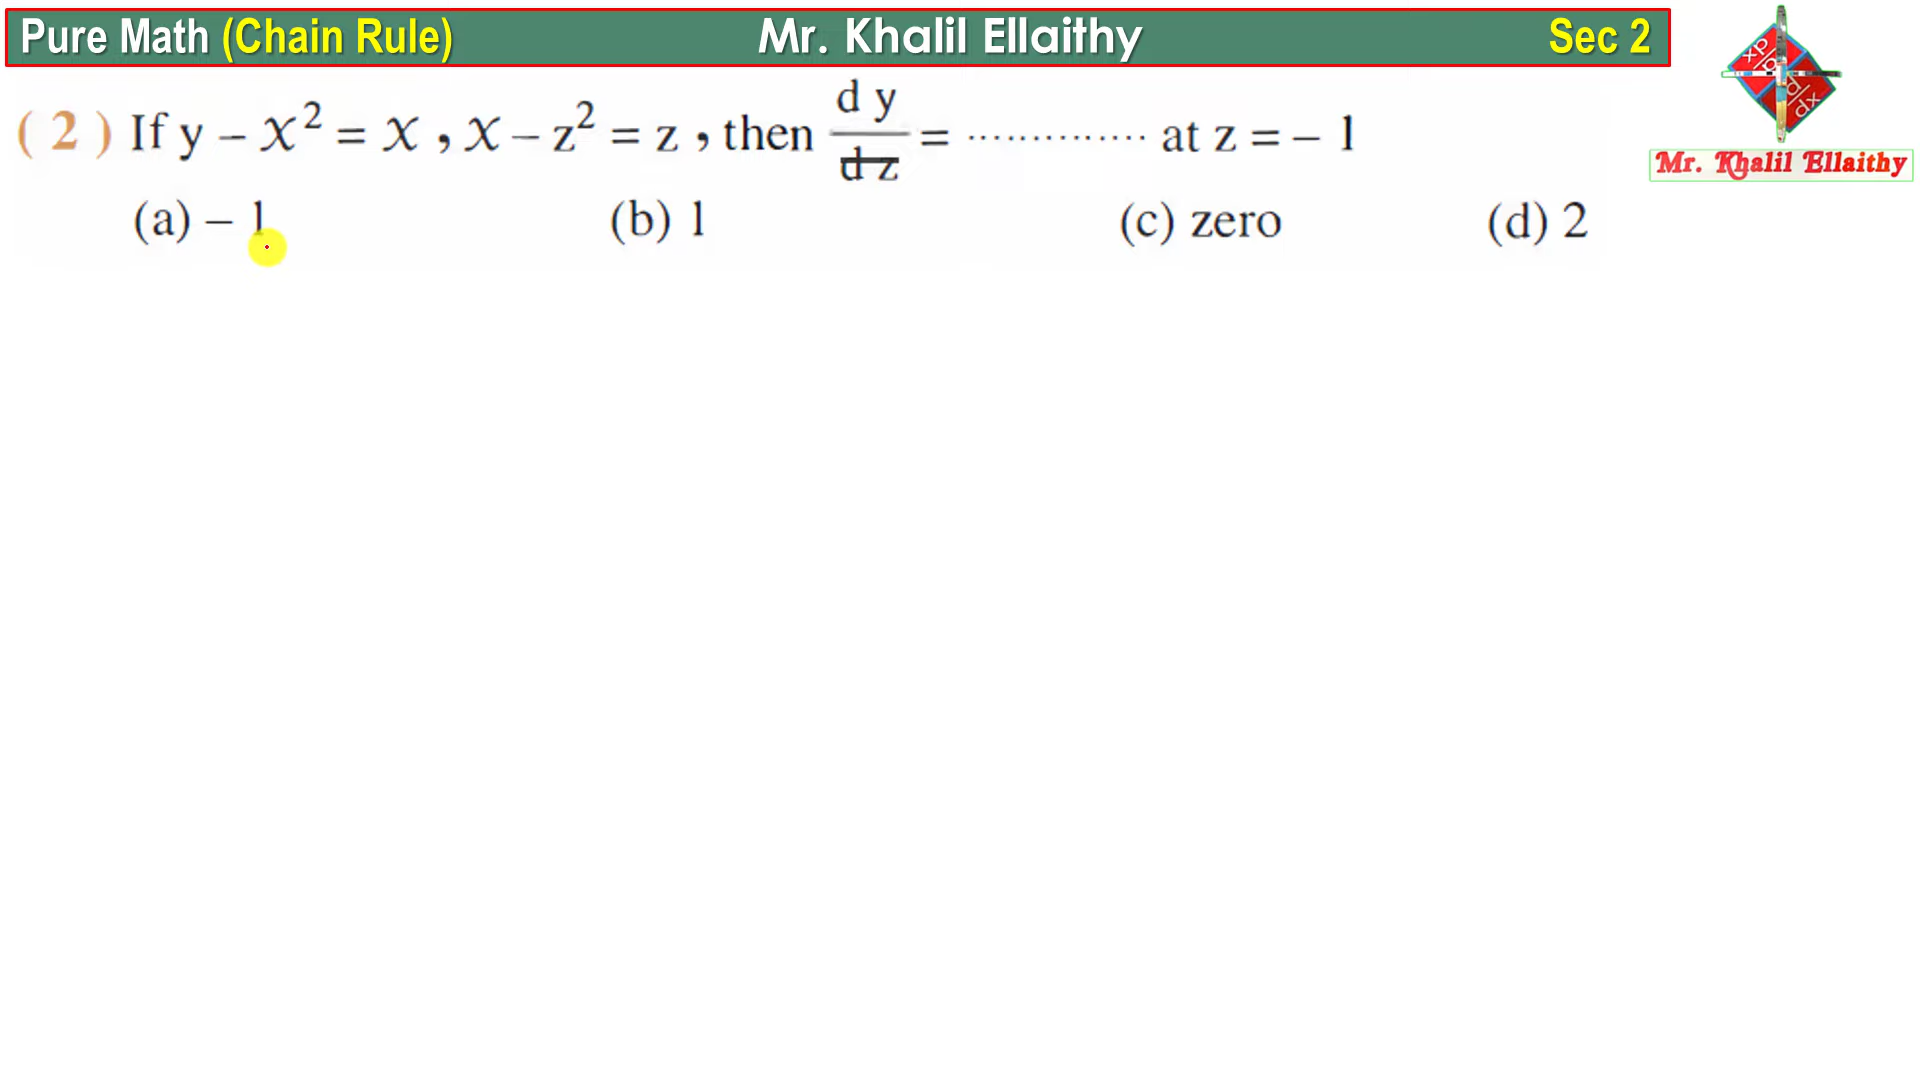 Pure Math (Chain Rule) Mr. Khalil Ellaithy Sec 2
Mr. Khalil Ellaithy
( 2 ) If y – x² = x , x – z² = z , then dy/dz = .............. at z = – 1
(a) – 1 (b) 1 (c) zero (d) 2